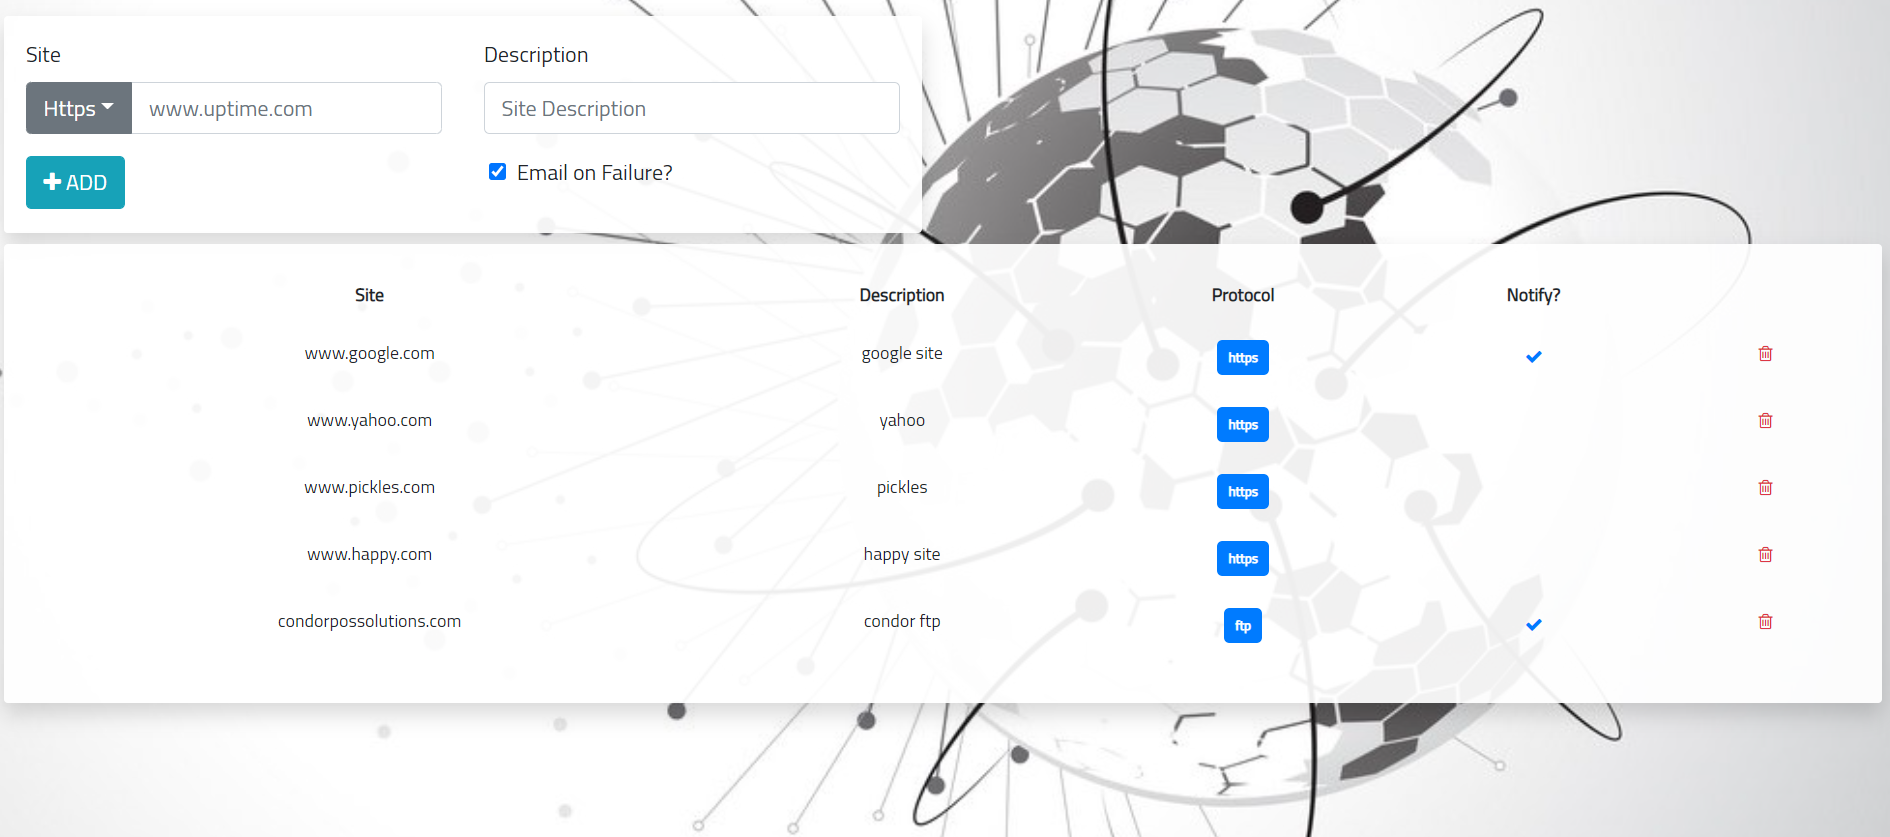 Site
Description
Https
www.uptime.com
Site Description
ADD
Email on Failure?
Site Description Protocol Notify?
www.google.com google site https
www.yahoo.com yahoo https
www.pickles.com pickles https
www.happy.com happy site https
condorpossolutions.com condor ftp ftp